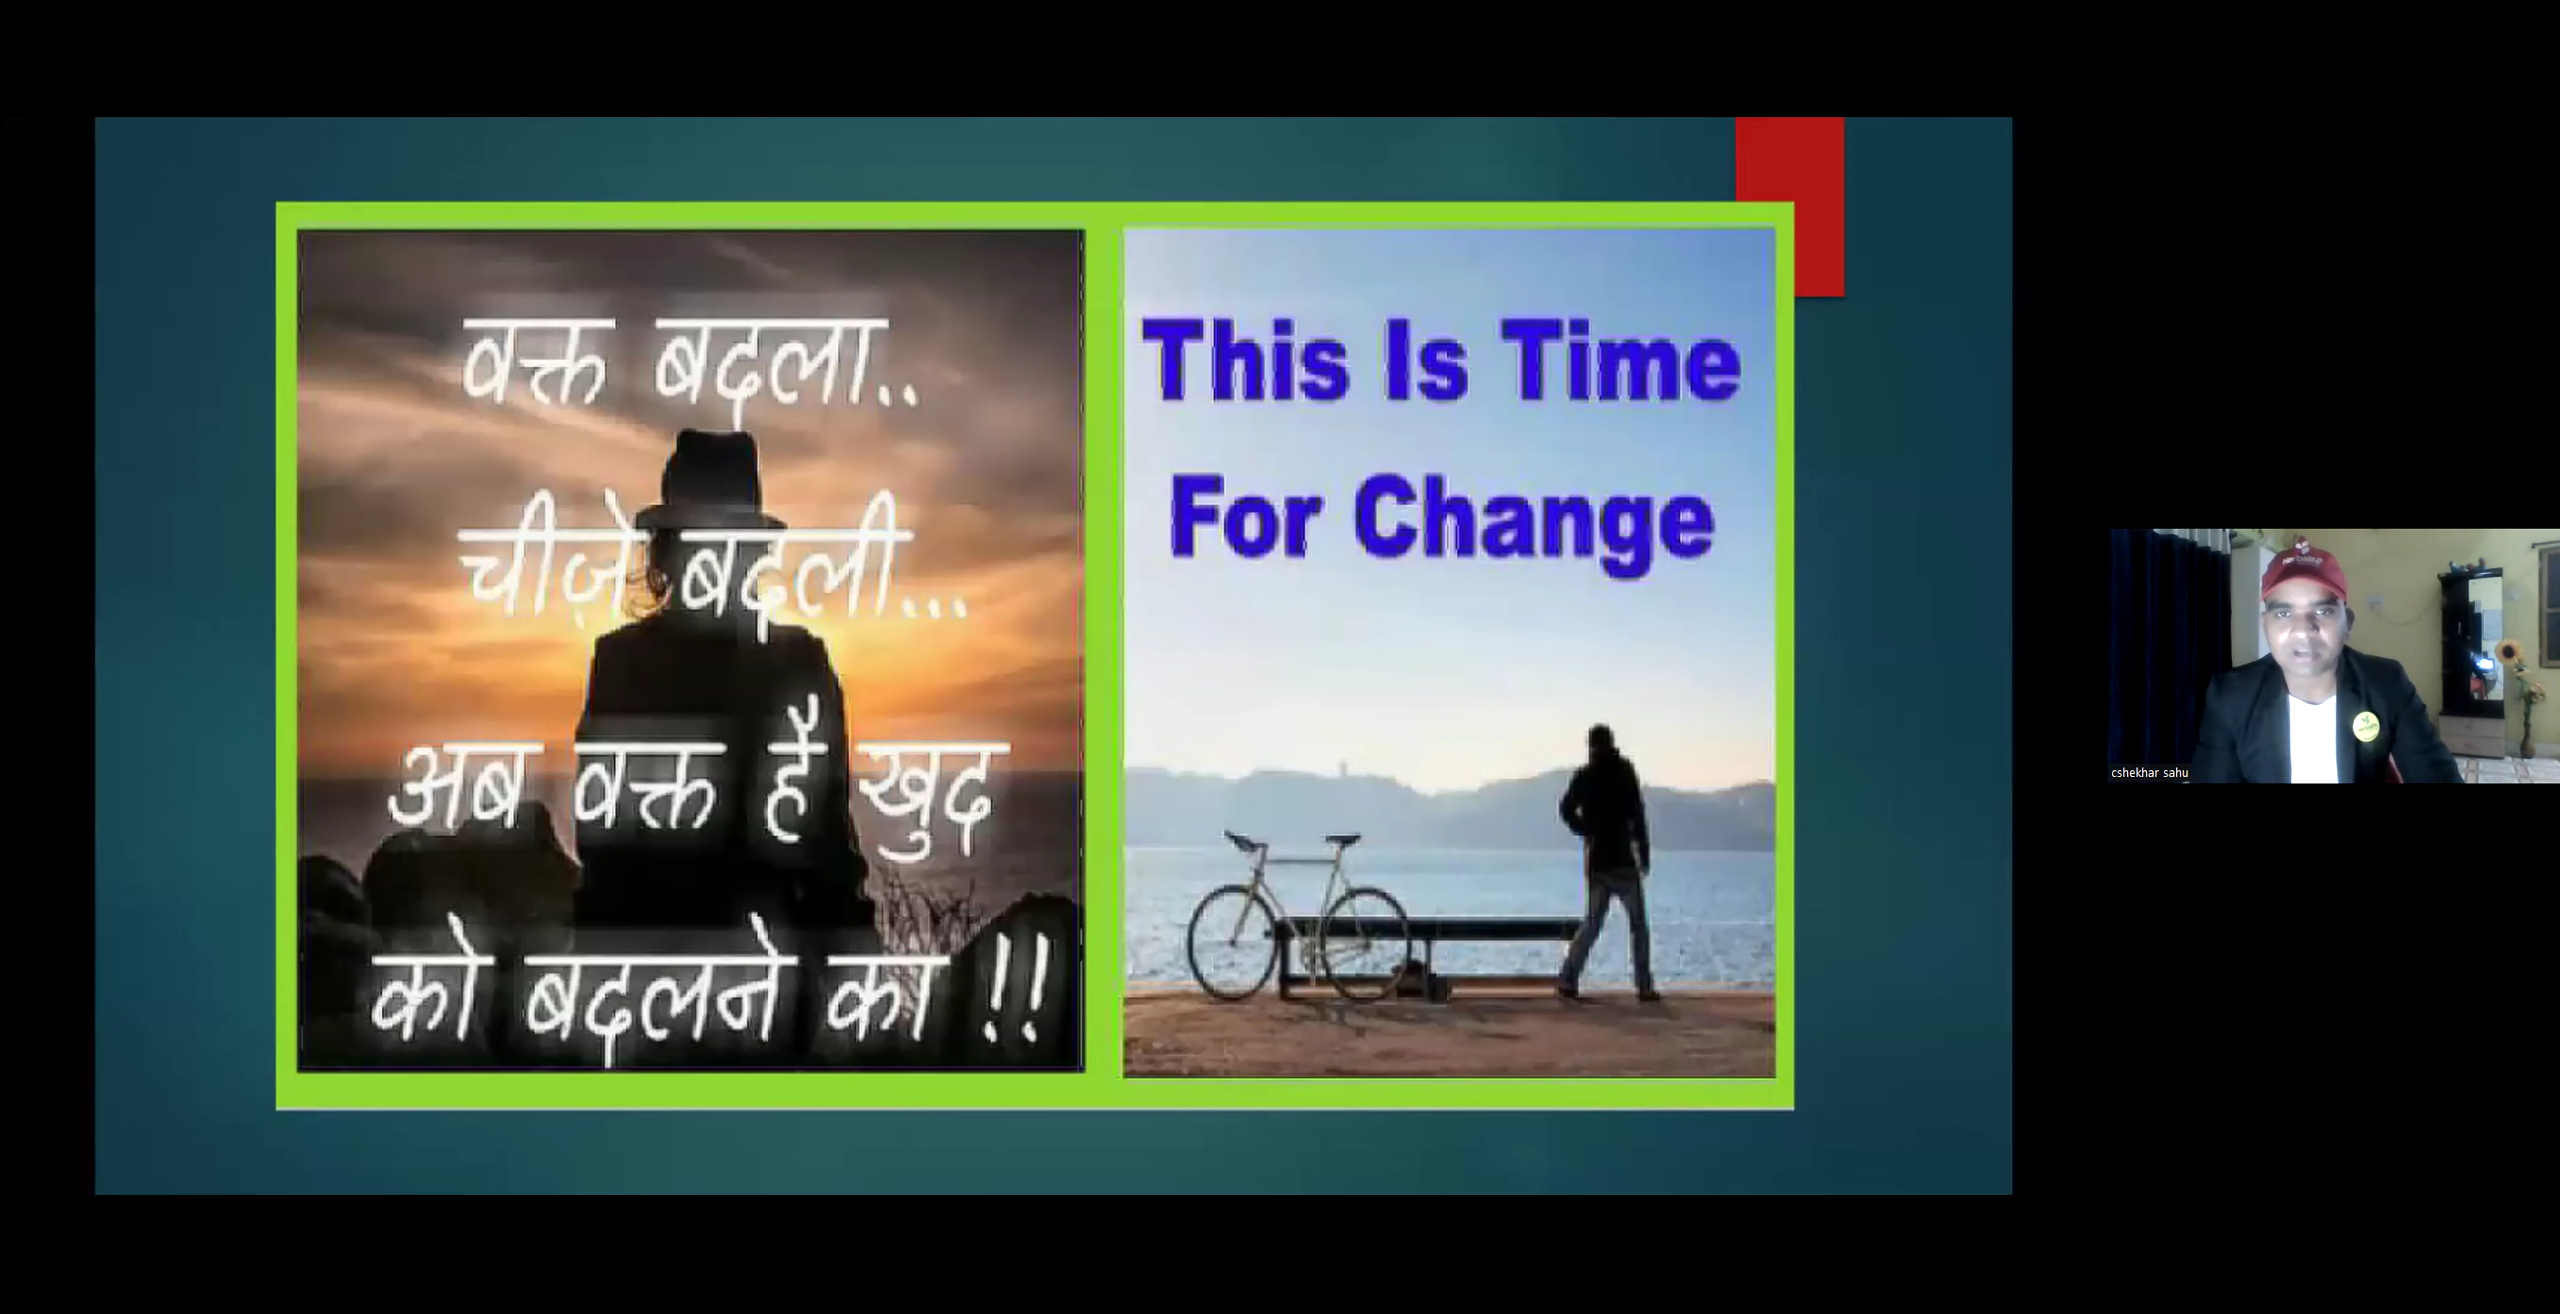 वक्त बदला..
चीज़े बदली...
अब वक्त है खुद
को बदलने का !!
This Is Time
For Change
cshekhar sahu